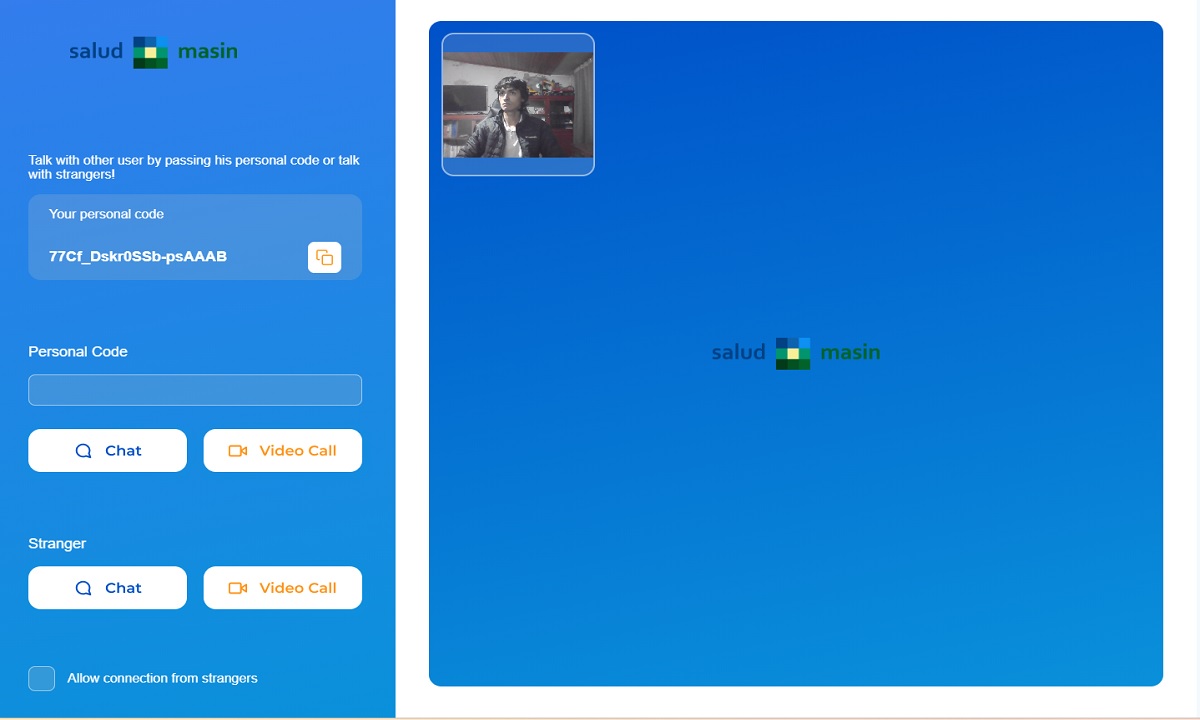 salud masin
Talk with other user by passing his personal code or talk
with strangers!
Your personal code
77Cf_Dskr0SSb-psAAAB
Personal Code
Chat
Video Call
Stranger
Chat
Video Call
Allow connection from strangers
salud masin